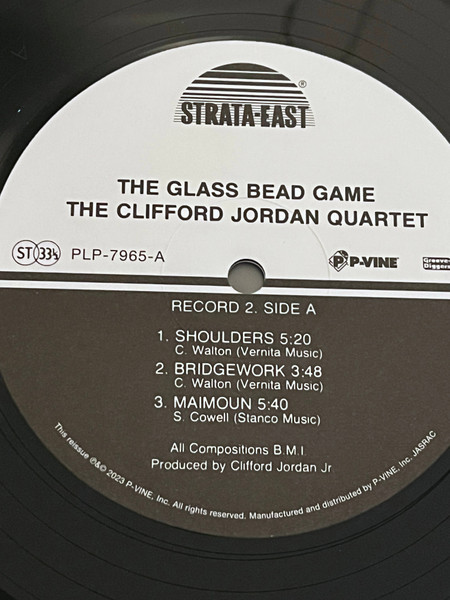 STRATA-EAST ®
THE GLASS BEAD GAME
THE CLIFFORD JORDAN QUARTET
ST 33⅓ PLP-7965-A P-VINE Groove-Diggers
RECORD 2. SIDE A
1. SHOULDERS 5:20
C. Walton (Vernita Music)
2. BRIDGEWORK 3:48
C. Walton (Vernita Music)
3. MAIMOUN 5:40
S. Cowell (Stanco Music)
All Compositions B.M.I
Produced by Clifford Jordan Jr
This reissue ℗&© 2023 P-VINE, Inc. All rights reserved. Manufactured and distributed by P-VINE, Inc. JASRAC